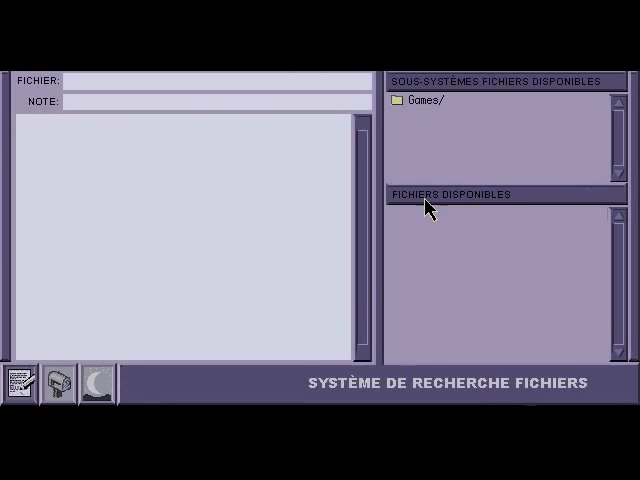 FICHIER:
NOTE:
SOUS-SYSTÈMES FICHIERS DISPONIBLES
Games/
FICHIERS DISPONIBLES
SYSTÈME DE RECHERCHE FICHIERS